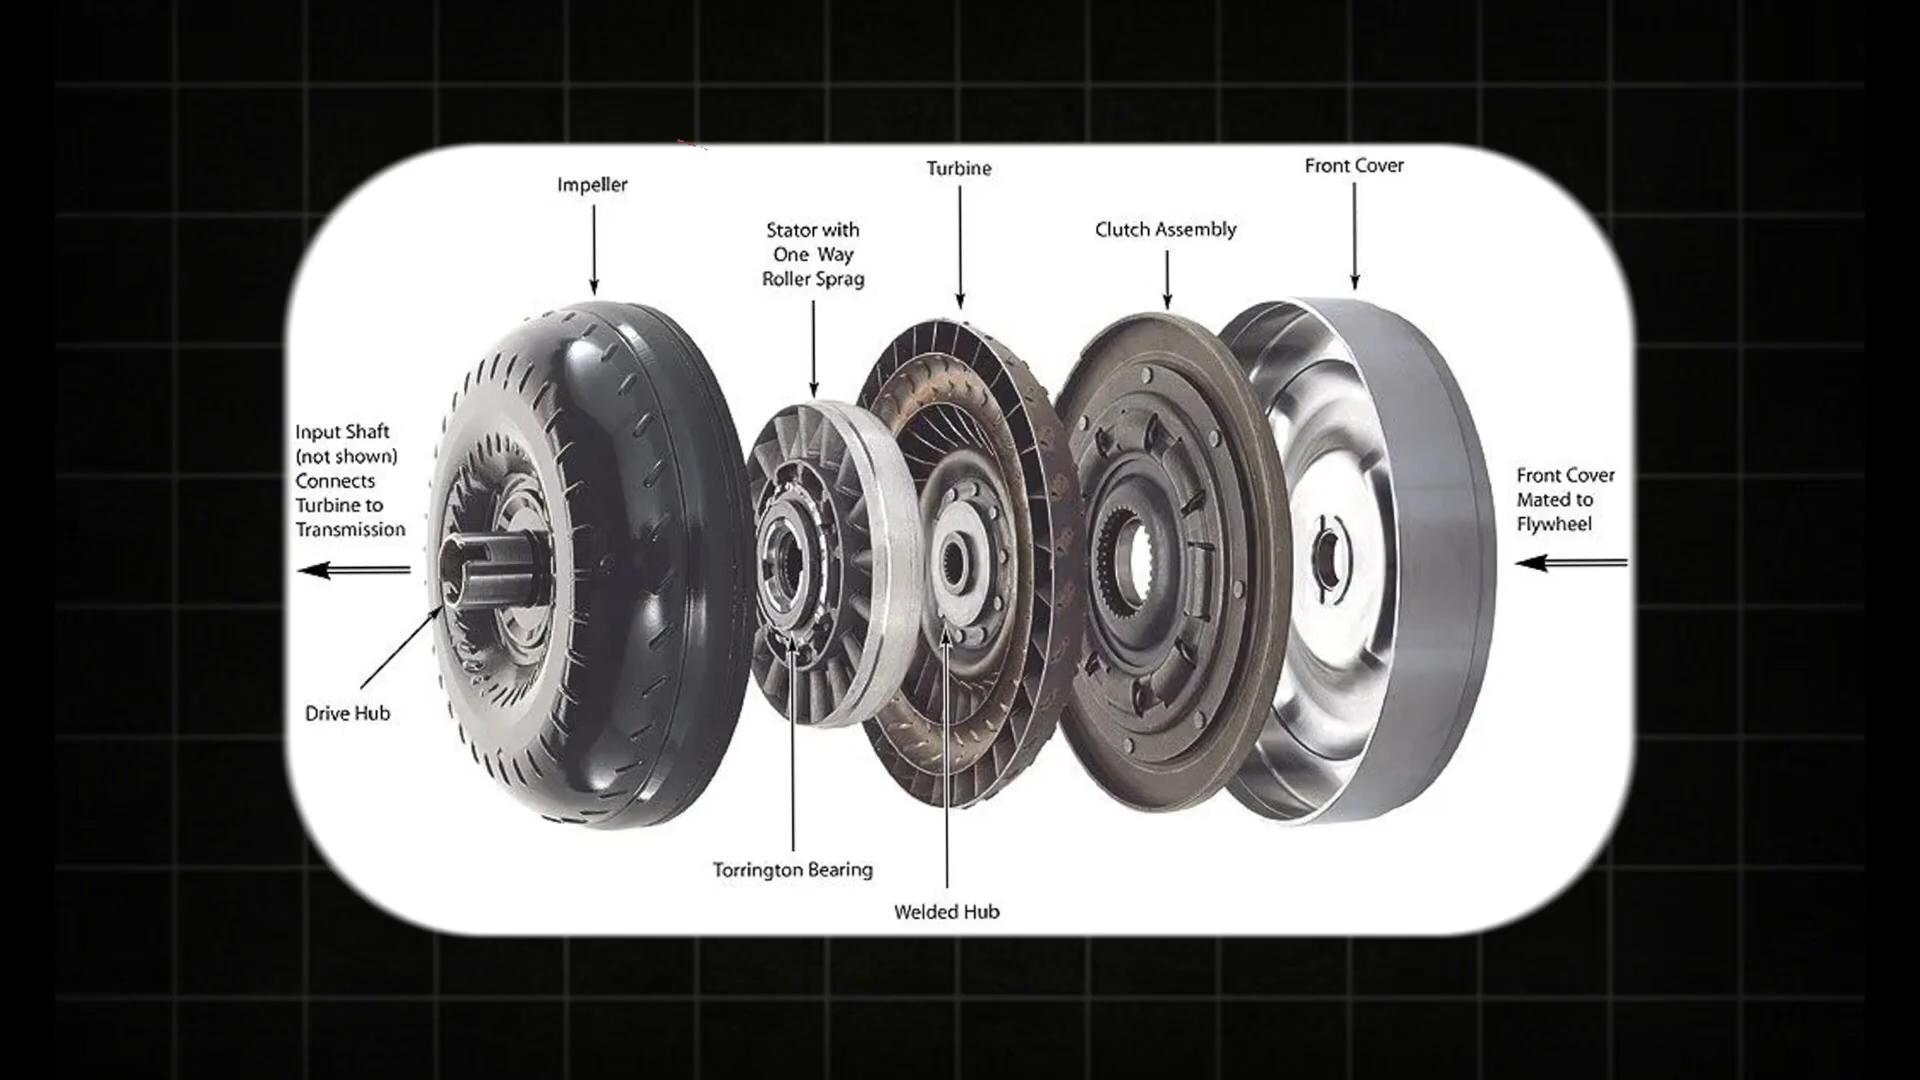 Impeller
Stator with
One Way
Roller Sprag
Turbine
Clutch Assembly
Front Cover
Input Shaft
(not shown)
Connects
Turbine to
Transmission
Front Cover
Mated to
Flywheel
Drive Hub
Torrington Bearing
Welded Hub